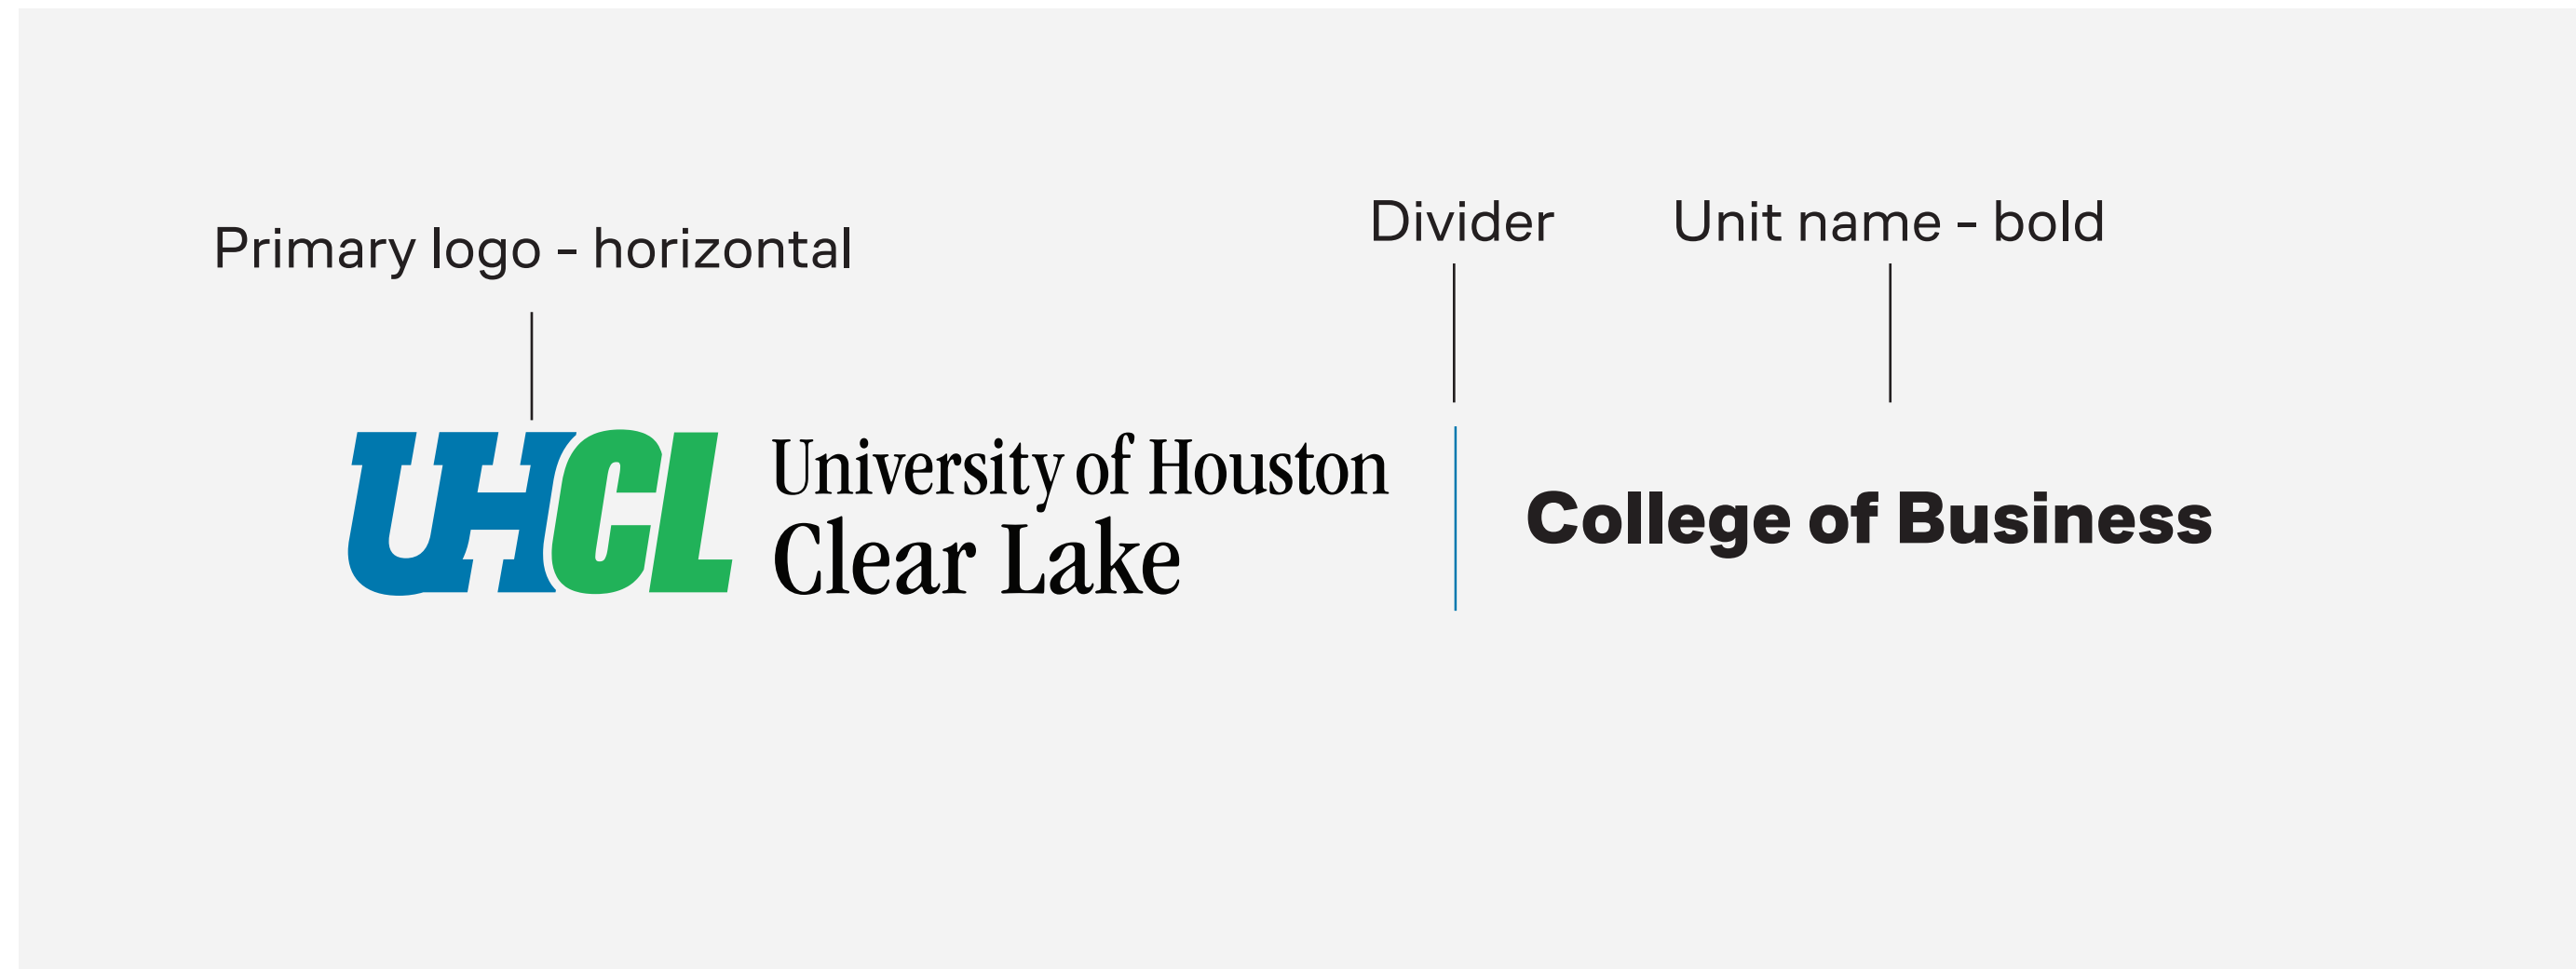 Primary logo - horizontal
Divider
Unit name - bold
UHCL
University of Houston
Clear Lake
College of Business